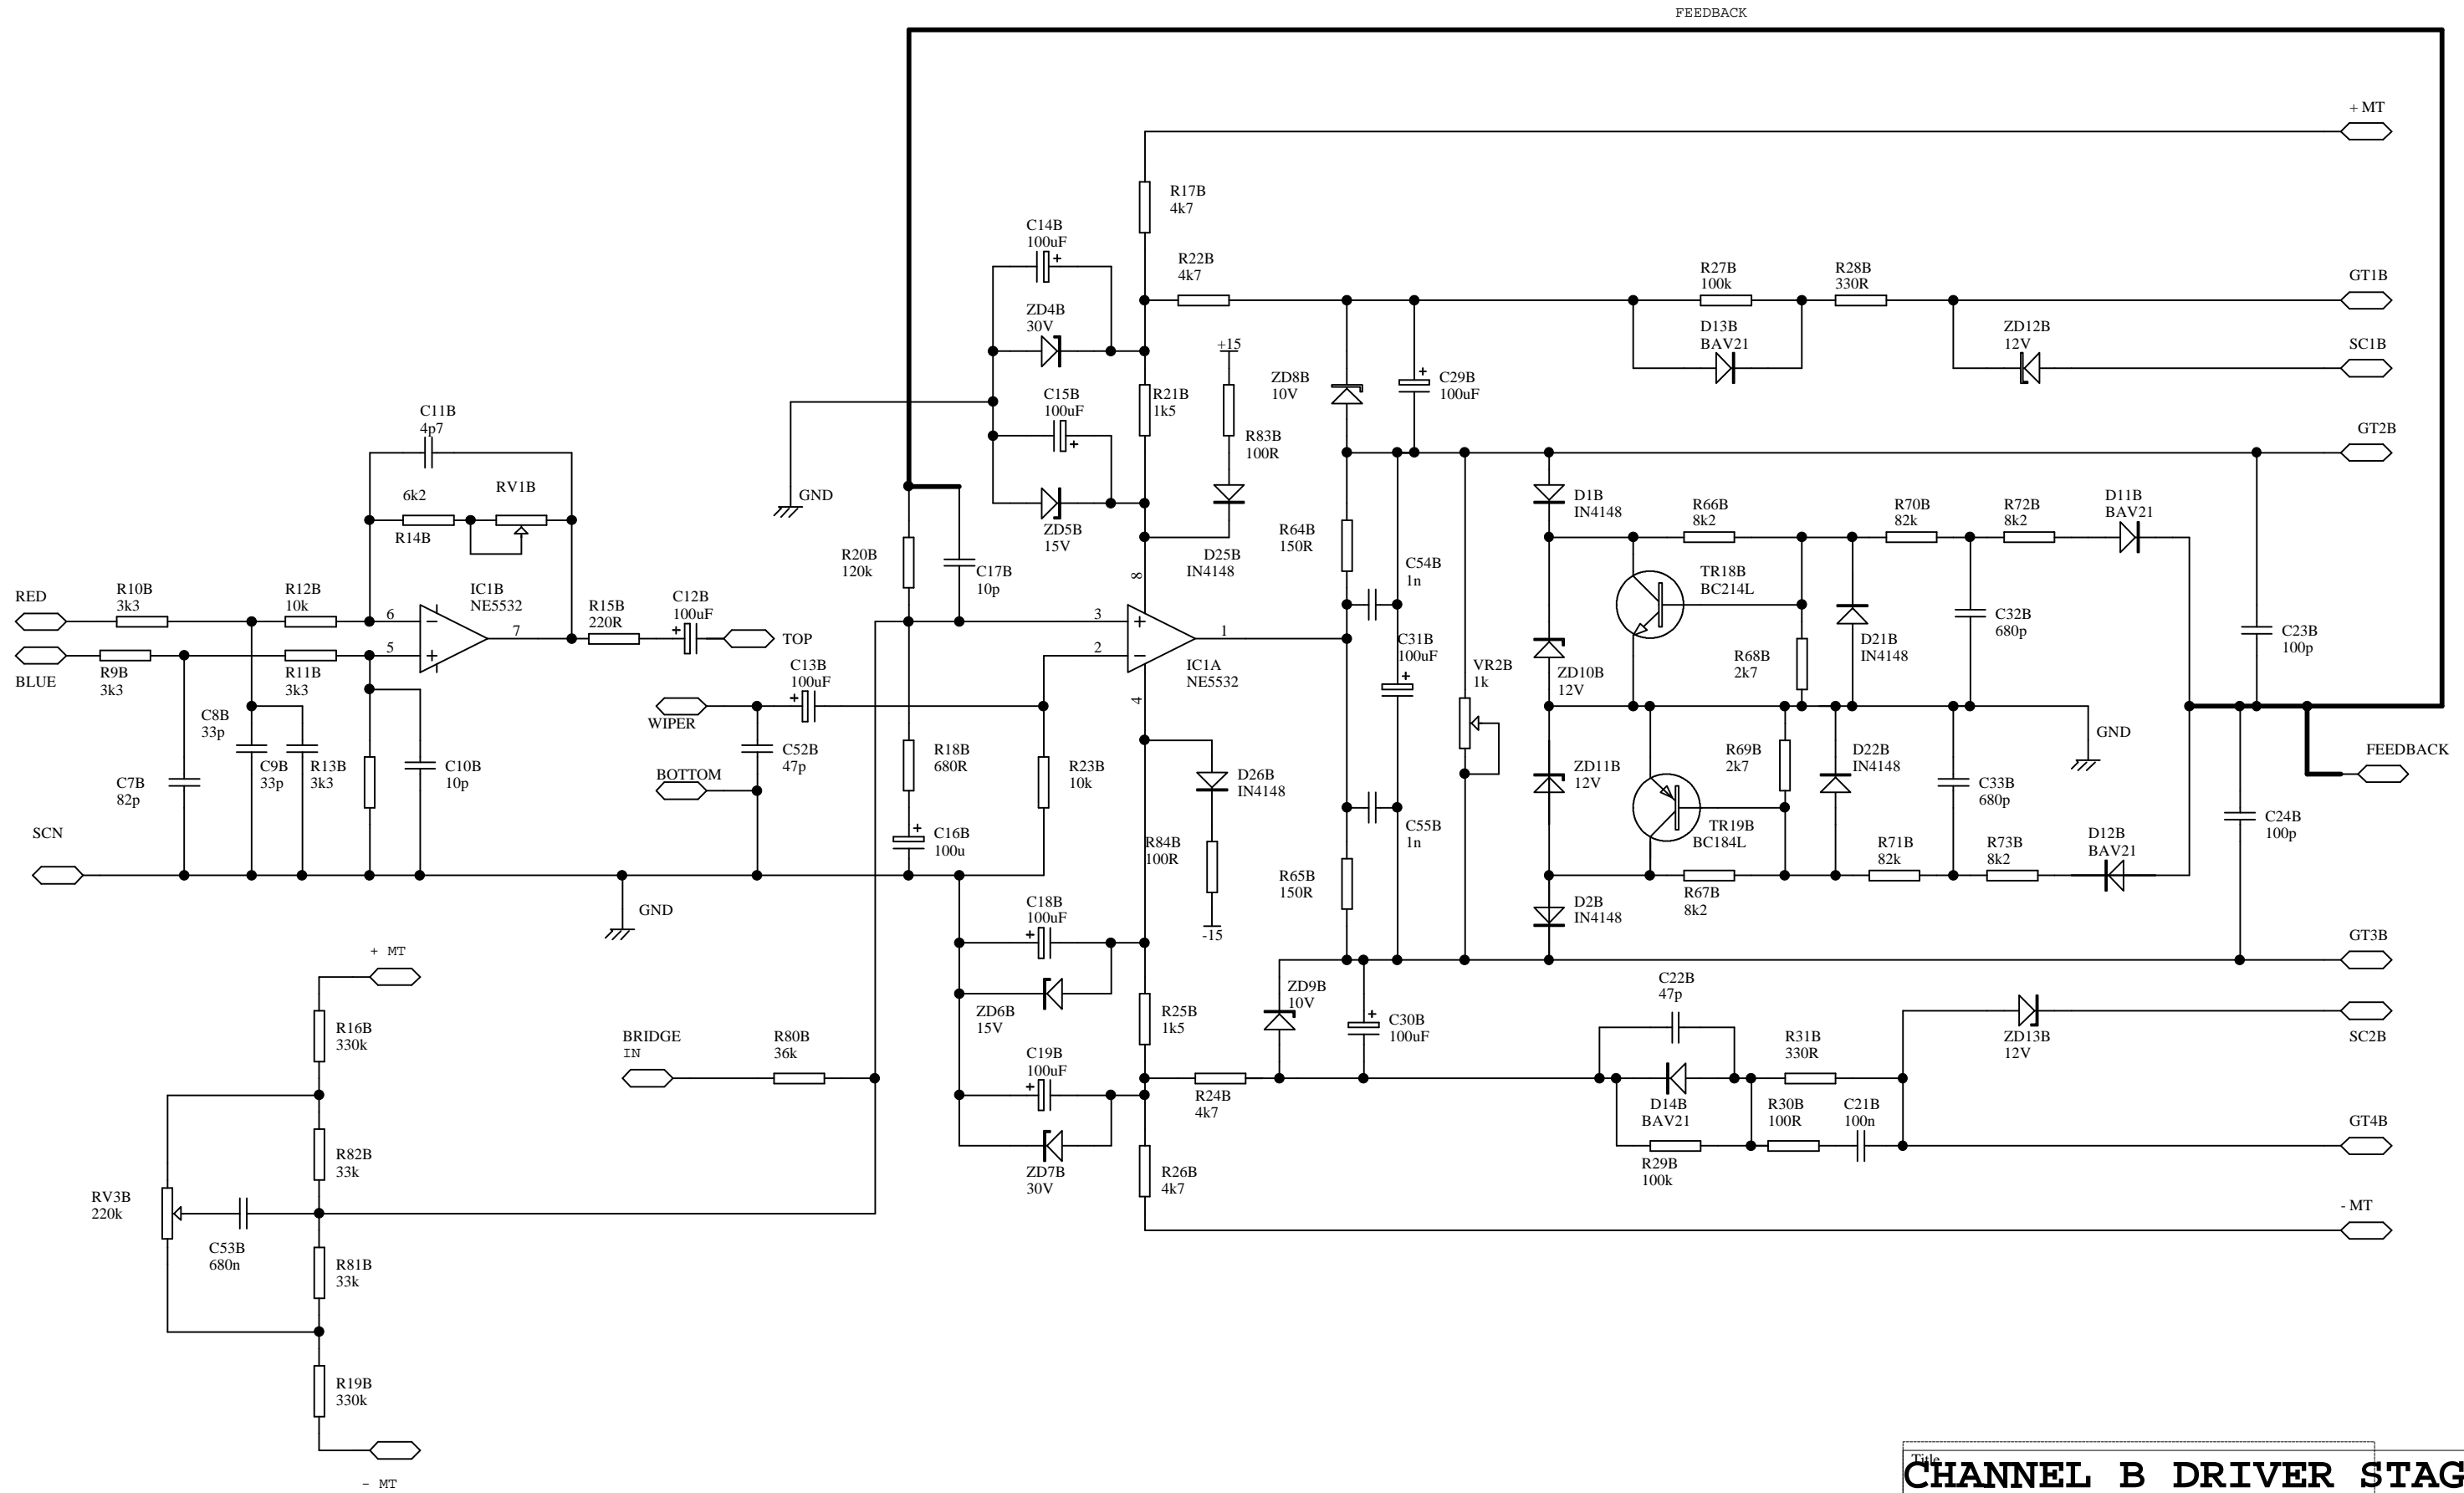 FEEDBACK
+ MT
R17B
4k7
C14B
100uF
R22B
4k7
R27B
100k
R28B
330R
GT1B
ZD4B
30V
D13B
BAV21
ZD12B
12V
SC1B
+15
ZD8B
10V
C29B
100uF
C15B
100uF
R21B
1k5
C11B
4p7
R83B
100R
GT2B
6k2
RV1B
GND
D1B
IN4148
R66B
8k2
R70B
82k
R72B
8k2
D11B
BAV21
R14B
ZD5B
15V
R64B
150R
R20B
120k
C17B
10p
D25B
IN4148
8
C54B
1n
TR18B
BC214L
RED
R10B
3k3
R12B
10k
6
IC1B
NE5532
R15B
220R
C12B
100uF
3
C32B
680p
C23B
100p
7
TOP
1
C31B
100uF
D21B
IN4148
5
2
BLUE
R9B
3k3
R11B
3k3
C13B
100uF
IC1A
NE5532
VR2B
1k
ZD10B
12V
R68B
2k7
4
C8B
33p
WIPER
GND
C9B
33p
R13B
3k3
C10B
10p
C52B
47p
R18B
680R
R23B
10k
R69B
2k7
D22B
IN4148
FEEDBACK
C7B
82p
BOTTOM
D26B
IN4148
ZD11B
12V
C33B
680p
SCN
C16B
100u
R84B
100R
C55B
1n
TR19B
BC184L
C24B
100p
R71B
82k
R73B
8k2
D12B
BAV21
R65B
150R
R67B
8k2
GND
C18B
100uF
D2B
IN4148
-15
GT3B
+ MT
C22B
47p
ZD9B
10V
R16B
330k
ZD6B
15V
R25B
1k5
C30B
100uF
BRIDGE
IN
R80B
36k
R31B
330R
ZD13B
12V
SC2B
C19B
100uF
R24B
4k7
D14B
BAV21
R30B
100R
C21B
100n
GT4B
R82B
33k
ZD7B
30V
R26B
4k7
R29B
100k
RV3B
220k
- MT
C53B
680n
R81B
33k
R19B
330k
- MT
Title
CHANNEL B DRIVER STAG